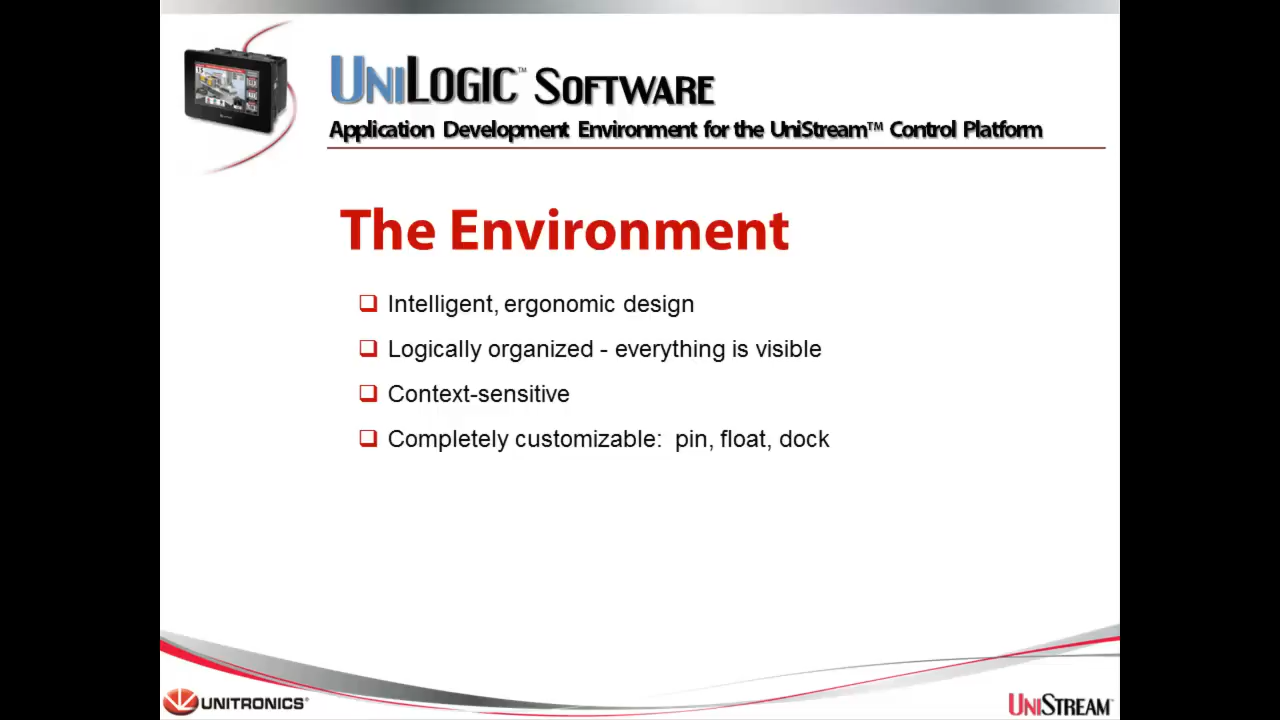 UNILOGIC™ SOFTWARE
Application Development Environment for the UniStream™ Control Platform
The Environment
Intelligent, ergonomic design
Logically organized - everything is visible
Context-sensitive
Completely customizable:  pin, float, dock
UNITRONICS®
UNISTREAM™